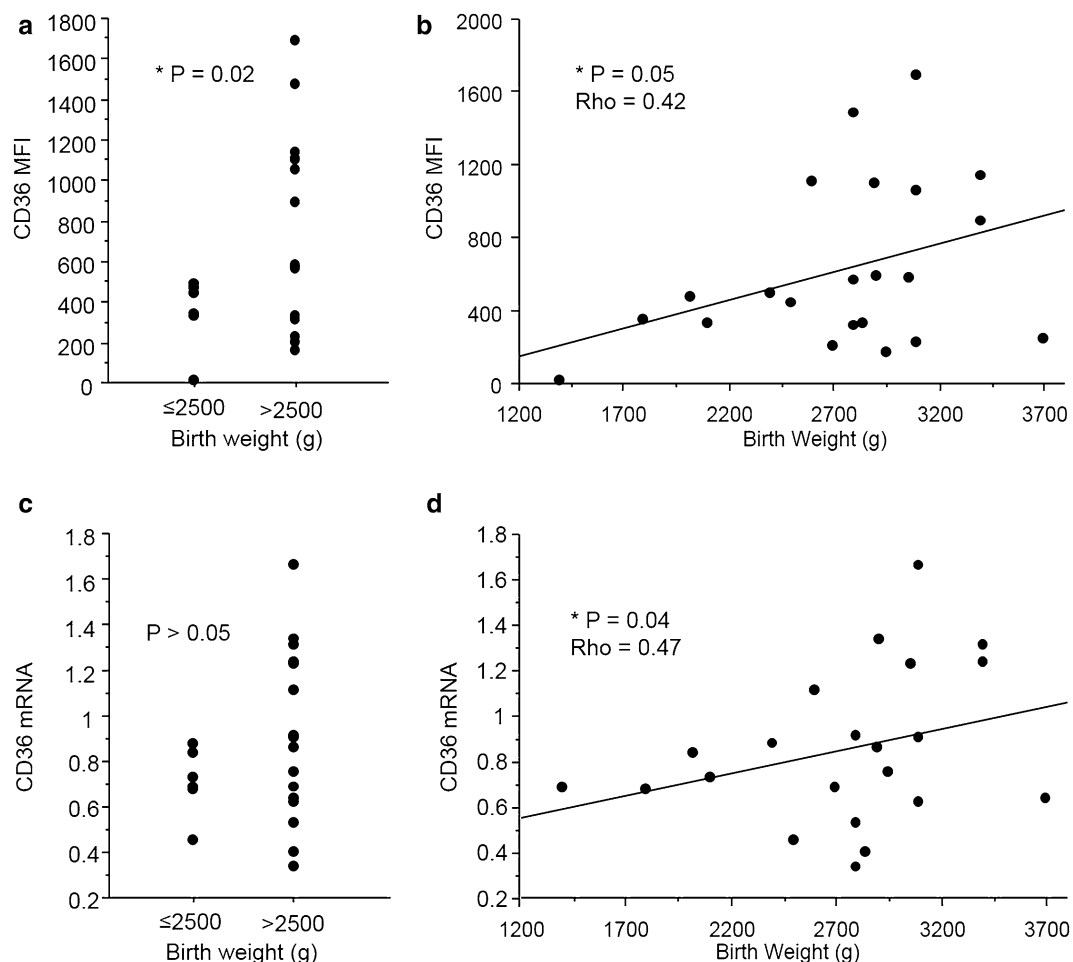 a
1800
1600
1400
1200
1000
800
600
400
200
0
CD36 MFI
* P = 0.02
≤2500 >2500
Birth weight (g)
b
2000
1600
1200
800
400
0
CD36 MFI
* P = 0.05
Rho = 0.42
1200 1700 2200 2700 3200 3700
Birth Weight (g)
c
1.8
1.6
1.4
1.2
1
0.8
0.6
0.4
0.2
CD36 mRNA
P > 0.05
≤2500 >2500
Birth weight (g)
d
1.8
1.6
1.4
1.2
1
0.8
0.6
0.4
0.2
CD36 mRNA
* P = 0.04
Rho = 0.47
1200 1700 2200 2700 3200 3700
Birth Weight (g)